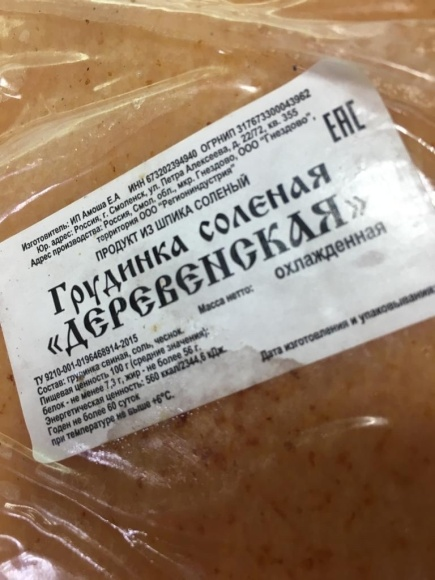 Изготовитель: ИП Амоша Е.А ИНН 673202394940 ОГРНИП 317673300043962
Юр. адрес: Россия, г. Смоленск, ул. Петра Алексеева, д. 22/72, кв. 355
Адрес производства: Россия, Смол. обл., мкр. Гнездово, ООО "Гнездово",
территория ООО "Регионindустрия"
EAC
ПРОДУКТ ИЗ ШПИКА СОЛЕНЫЙ
Грудинка соленая
«ДЕРЕВЕНСКАЯ»
охлажденная
Масса нетто:
ТУ 9210-001-0196468914-2015
Состав: грудинка свиная, соль, чеснок.
Пищевая ценность 100 г (средние значения):
белок - не менее 7,3 г, жир - не более 56 г.
Энергетическая ценность: 560 ккал/2344,6 кДж.
Годен не более 60 суток
при температуре не выше +6°С.
Дата изготовления и упаковывания: